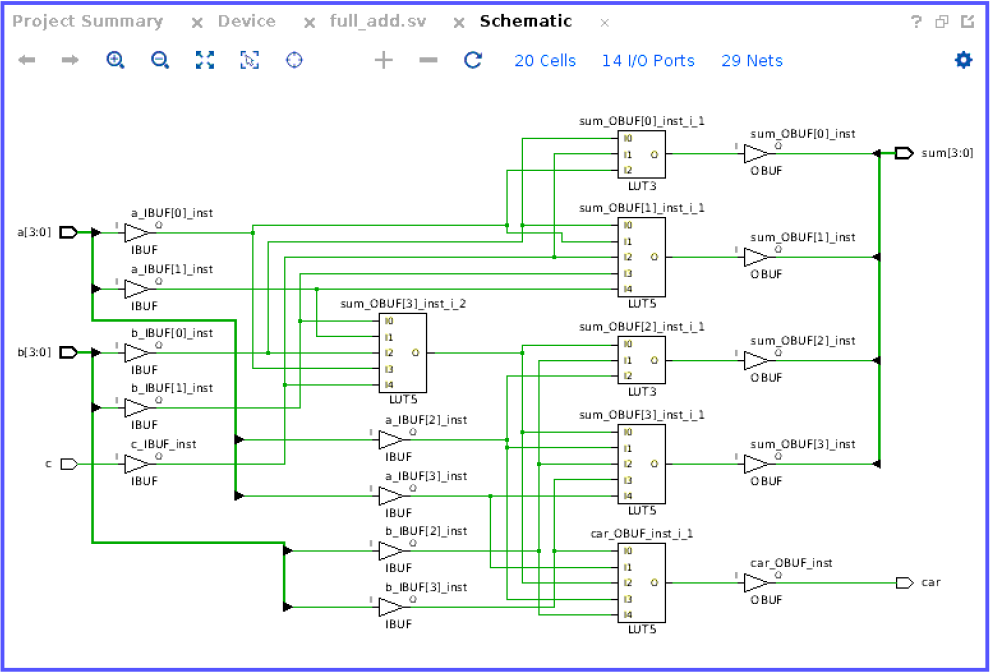 Project Summary × Device × full_add.sv × Schematic ×
?
20 Cells 14 I/O Ports 29 Nets
a[3:0]
b[3:0]
c
a_IBUF[0]_inst
I O
IBUF
a_IBUF[1]_inst
I O
IBUF
b_IBUF[0]_inst
I O
IBUF
b_IBUF[1]_inst
I O
IBUF
c_IBUF_inst
I O
IBUF
sum_OBUF[3]_inst_i_2
I0
I1
I2 O
I3
I4
LUT5
a_IBUF[2]_inst
I O
IBUF
a_IBUF[3]_inst
I O
IBUF
b_IBUF[2]_inst
I O
IBUF
b_IBUF[3]_inst
I O
IBUF
sum_OBUF[0]_inst_i_1
I0
I1 O
I2
LUT3
sum_OBUF[1]_inst_i_1
I0
I1
I2 O
I3
I4
LUT5
sum_OBUF[2]_inst_i_1
I0
I1 O
I2
LUT3
sum_OBUF[3]_inst_i_1
I0
I1
I2 O
I3
I4
LUT5
car_OBUF_inst_i_1
I0
I1
I2 O
I3
I4
LUT5
sum_OBUF[0]_inst
I O
OBUF
sum_OBUF[1]_inst
I O
OBUF
sum_OBUF[2]_inst
I O
OBUF
sum_OBUF[3]_inst
I O
OBUF
car_OBUF_inst
I O
OBUF
sum[3:0]
car